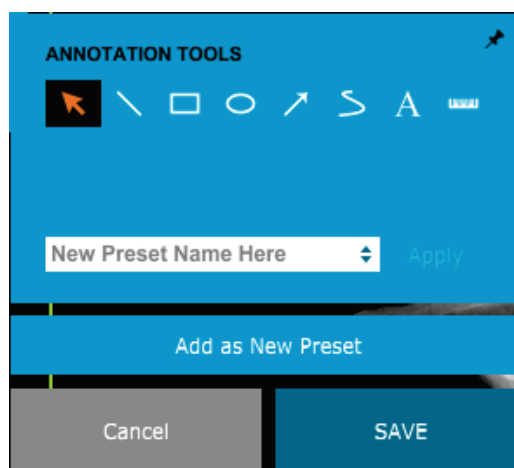 ANNOTATION TOOLS
A
New Preset Name Here
Apply
Add as New Preset
Cancel
SAVE